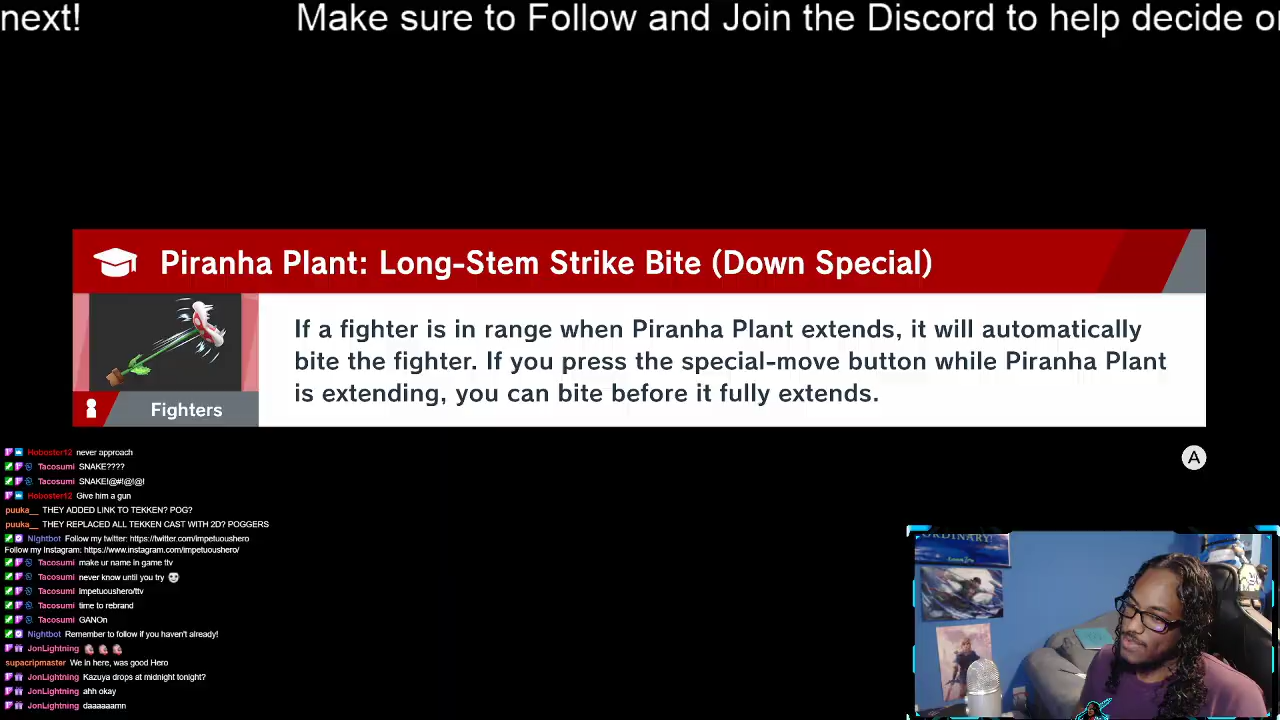 next! Make sure to Follow and Join the Discord to help decide o
Piranha Plant: Long-Stem Strike Bite (Down Special)
If a fighter is in range when Piranha Plant extends, it will automatically
bite the fighter. If you press the special-move button while Piranha Plant
is extending, you can bite before it fully extends.
Fighters
A
Hoboster12 never approach
Tacosumi SNAKE????
Tacosumi SNAKE!@#!@!@!
Hoboster12 Give him a gun
puuka__ THEY ADDED LINK TO TEKKEN? POG?
puuka__ THEY REPLACED ALL TEKKEN CAST WITH 2D? POGGERS
Nightbot Follow my twitter: https://twitter.com/impetuoushero
Follow my Instagram: https://www.instagram.com/impetuoushero/
Tacosumi make ur name in game ttv
Tacosumi never know until you try
Tacosumi Impetuoushero/ttv
Tacosumi time to rebrand
Tacosumi GANOn
Nightbot Remember to follow if you haven't already!
JonLightning
supacripmaster We in here, was good Hero
JonLightning Kazuya drops at midnight tonight?
JonLightning ahh okay
JonLightning daaaaaamn
ORDINARY!